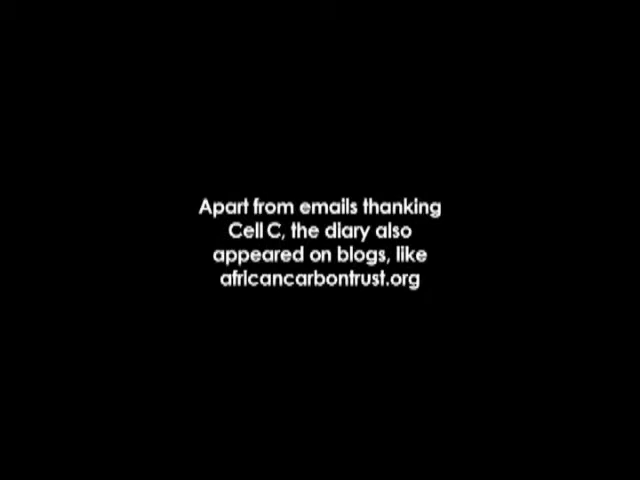 Apart from emails thanking
Cell C, the diary also
appeared on blogs, like
africancarbontrust.org